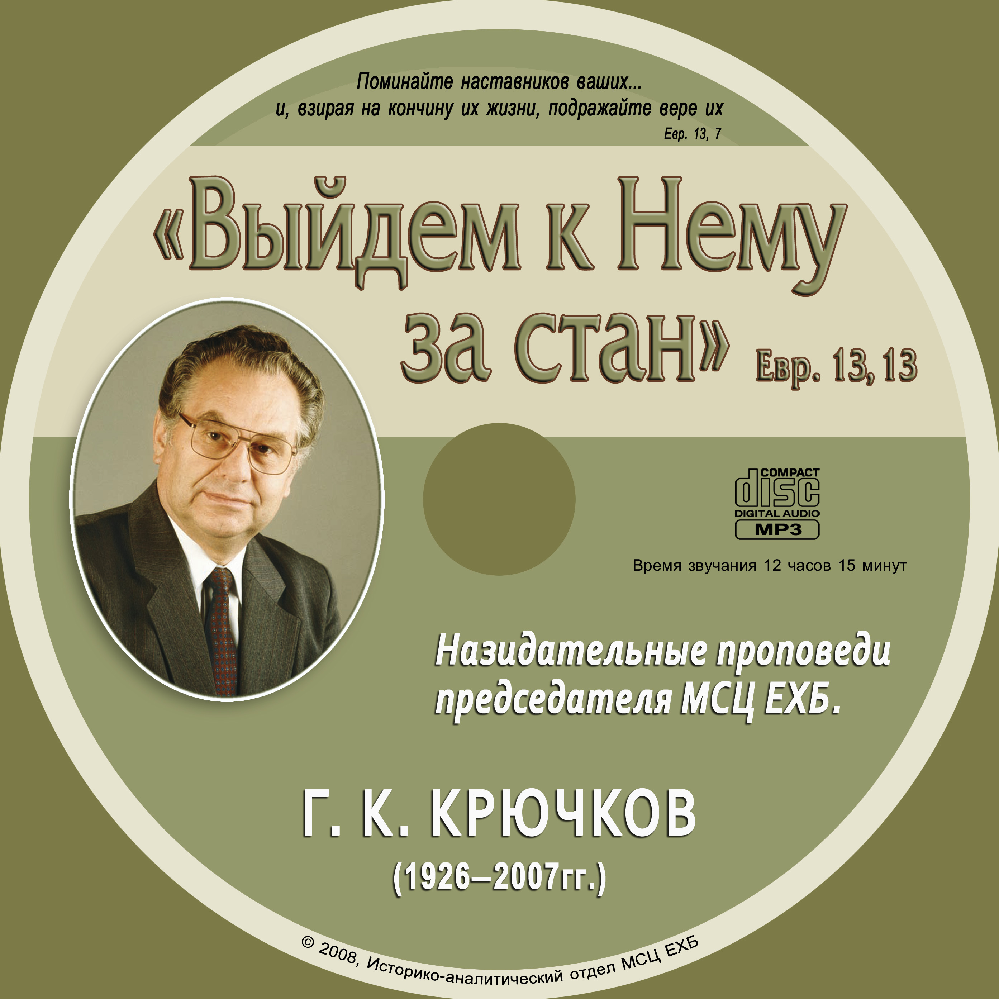 Поминайте наставников ваших...
и, взирая на кончину их жизни, подражайте вере их
Евр. 13, 7
«Выйдем к Нему
за стан» Евр. 13, 13
COMPACT
disc
DIGITAL AUDIO
MP3
Время звучания 12 часов 15 минут
Назидательные проповеди
председателя МСЦ ЕХБ.
Г. К. КРЮЧКОВ
(1926–2007гг.)
© 2008, Историко-аналитический отдел МСЦ ЕХБ